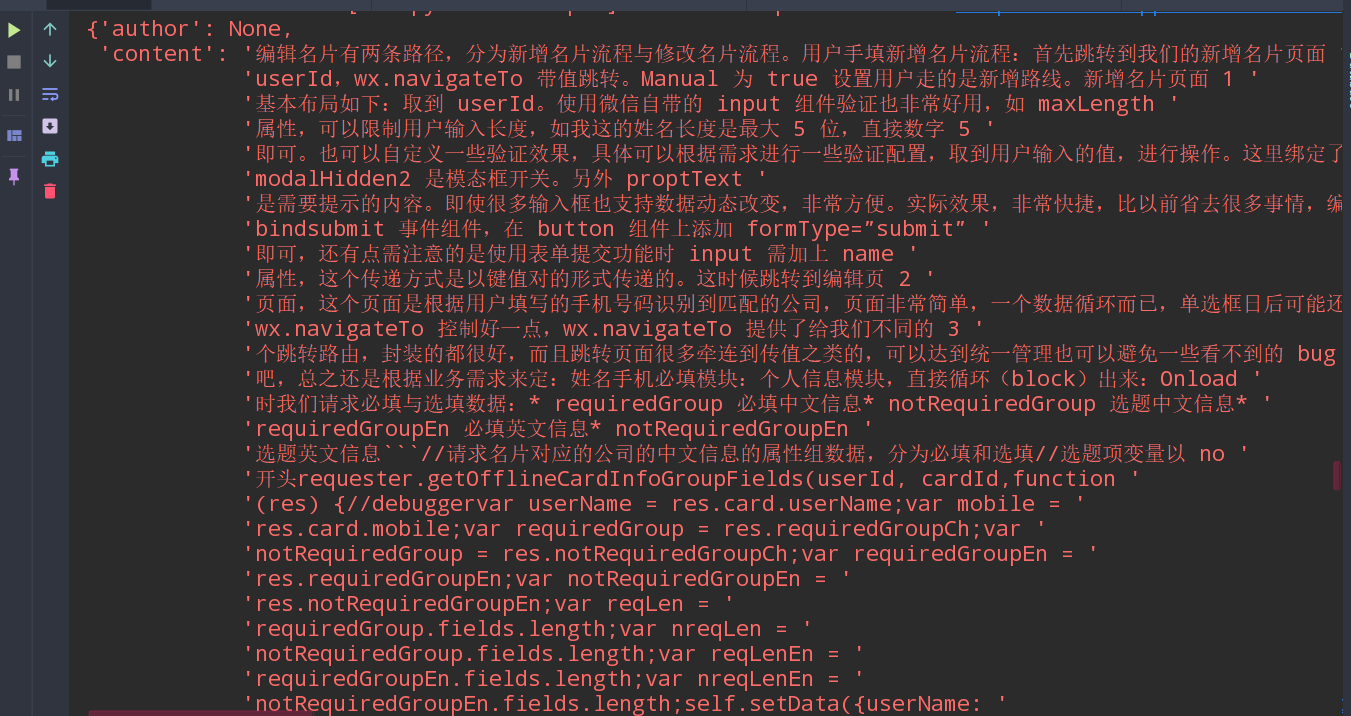 {'author': None,
'content': '编辑名片有两条路径，分为新增名片流程与修改名片流程。用户手填新增名片流程：首先跳转到我们的新增名片页面 '
'userId，wx.navigateTo 带值跳转。Manual 为 true 设置用户走的是新增路线。新增名片页面 1 '
'基本布局如下：取到 userId。使用微信自带的 input 组件验证也非常好用，如 maxLength '
'属性，可以限制用户输入长度，如我这的姓名长度是最大 5 位，直接数字 5 '
'即可。也可以自定义一些验证效果，具体可以根据需求进行一些验证配置，取到用户输入的值，进行操作。这里绑定了
'modalHidden2 是模态框开关。另外 proptText '
'是需要提示的内容。即使很多输入框也支持数据动态改变，非常方便。实际效果，非常快捷，比以前省去很多事情，编
'bindsubmit 事件组件，在 button 组件上添加 formType=”submit” '
'即可，还有点需注意的是使用表单提交功能时 input 需加上 name '
'属性，这个传递方式是以键值对的形式传递的。这时候跳转到编辑页 2 '
'页面，这个页面是根据用户填写的手机号码识别到匹配的公司，页面非常简单，一个数据循环而已，单选框日后可能还
'wx.navigateTo 控制好一点，wx.navigateTo 提供了给我们不同的 3 '
'个跳转路由，封装的都很好，而且跳转页面很多牵连到传值之类的，可以达到统一管理也可以避免一些看不到的 bug
'吧，总之还是根据业务需求来定：姓名手机必填模块：个人信息模块，直接循环（block）出来：Onload '
'时我们请求必填与选填数据：* requiredGroup 必填中文信息* notRequiredGroup 选题中文信息* '
'requiredGroupEn 必填英文信息* notRequiredGroupEn '
'选题英文信息```//请求名片对应的公司的中文信息的属性组数据，分为必填和选填//选题项变量以 no '
'开头requester.getOfflineCardInfoGroupFields(userId, cardId,function '
'(res) {//debuggervar userName = res.card.userName;var mobile = '
'res.card.mobile;var requiredGroup = res.requiredGroupCh;var '
'notRequiredGroup = res.notRequiredGroupCh;var requiredGroupEn = '
'res.requiredGroupEn;var notRequiredGroupEn = '
'res.notRequiredGroupEn;var reqLen = '
'requiredGroup.fields.length;var nreqLen = '
'notRequiredGroup.fields.length;var reqLenEn = '
'requiredGroupEn.fields.length;var nreqLenEn = '
'notRequiredGroupEn.fields.length;self.setData({userName: '